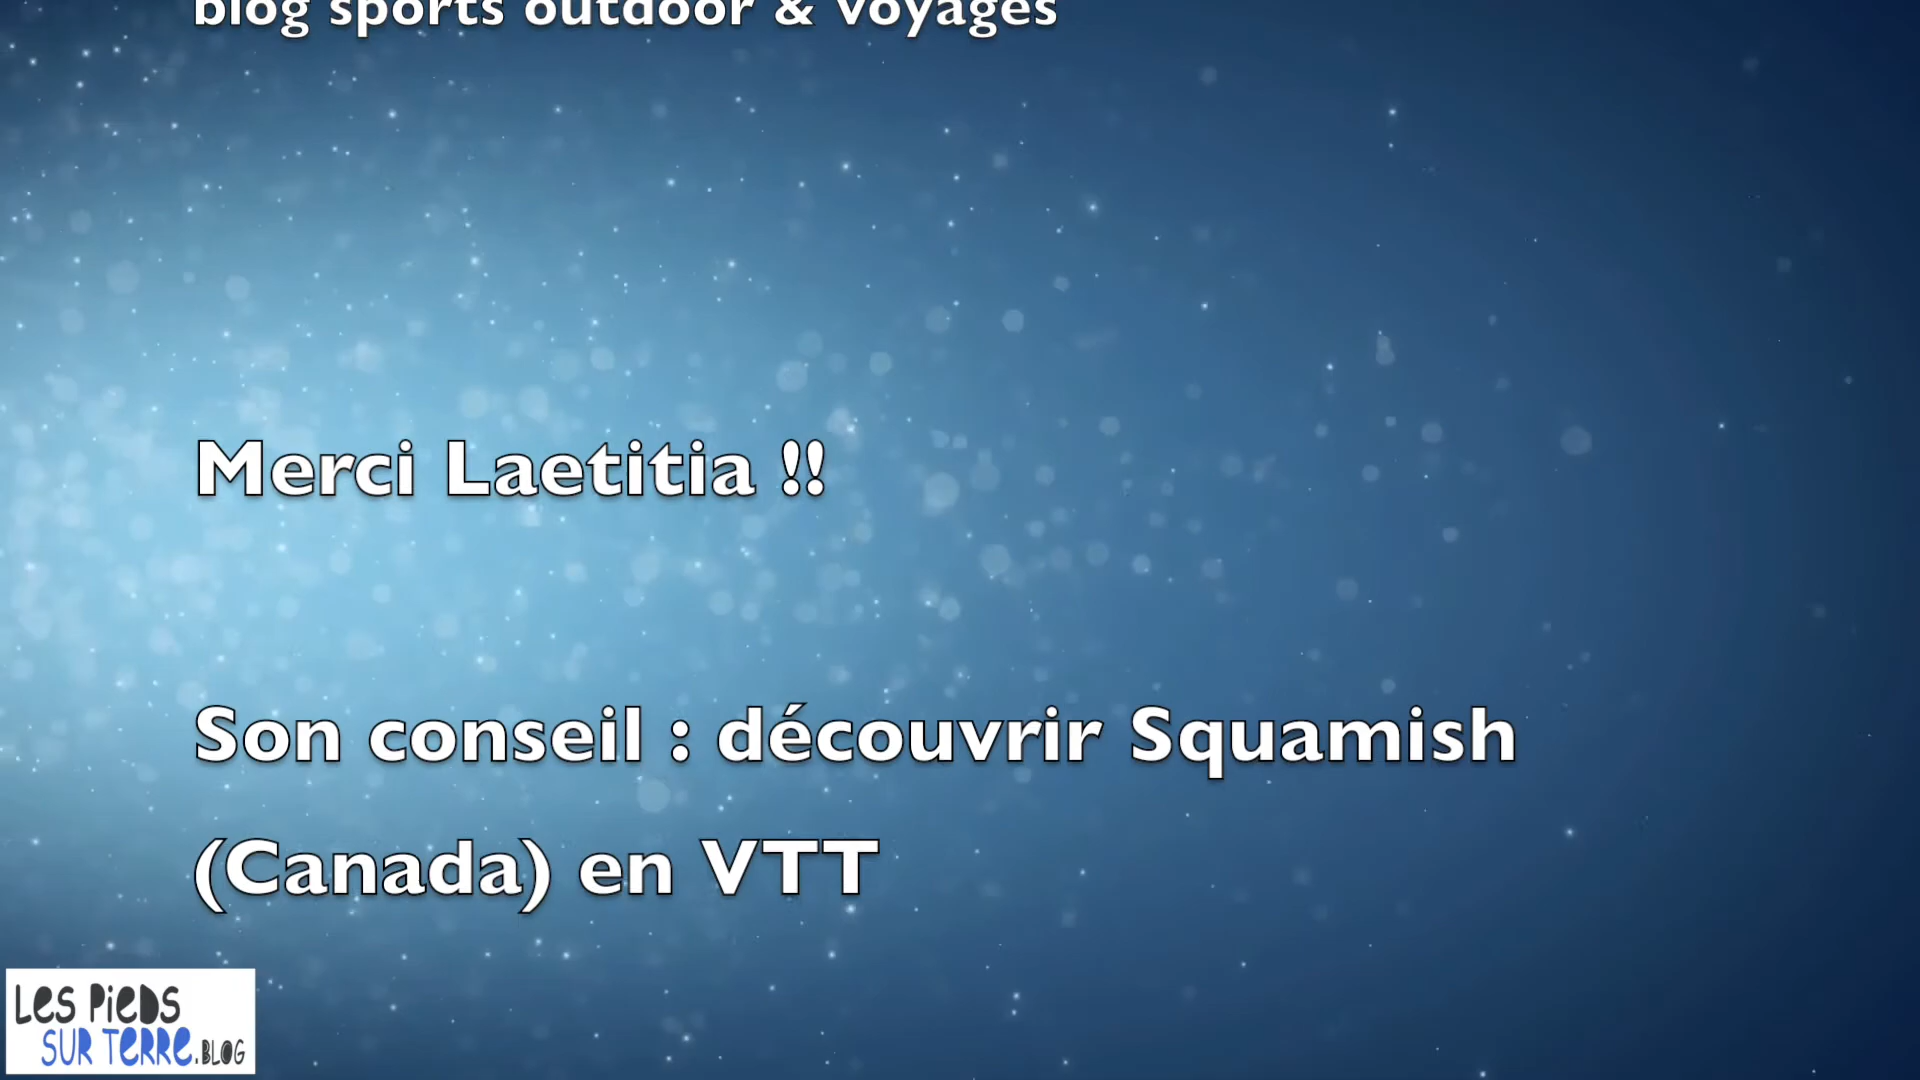 blog sports outdoor & voyages
Merci Laetitia !!
Son conseil : découvrir Squamish
(Canada) en VTT
LES PIEDS
SUR TERRE.BLOG